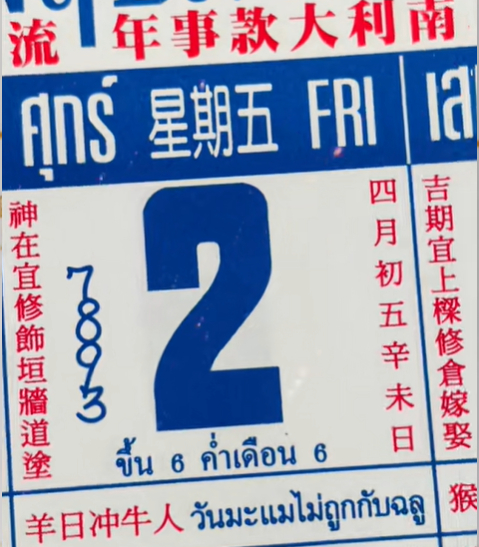 流年事款大利南
ศุกร์ 星期五 FRI
神在宜修飾垣牆道塗
78093
2
四月初五辛未日
吉期宜上樑修倉嫁娶
ขึ้น 6 ค่ำเดือน 6
羊日冲牛人 วันมะแมไม่ถูกกับฉลู
猴